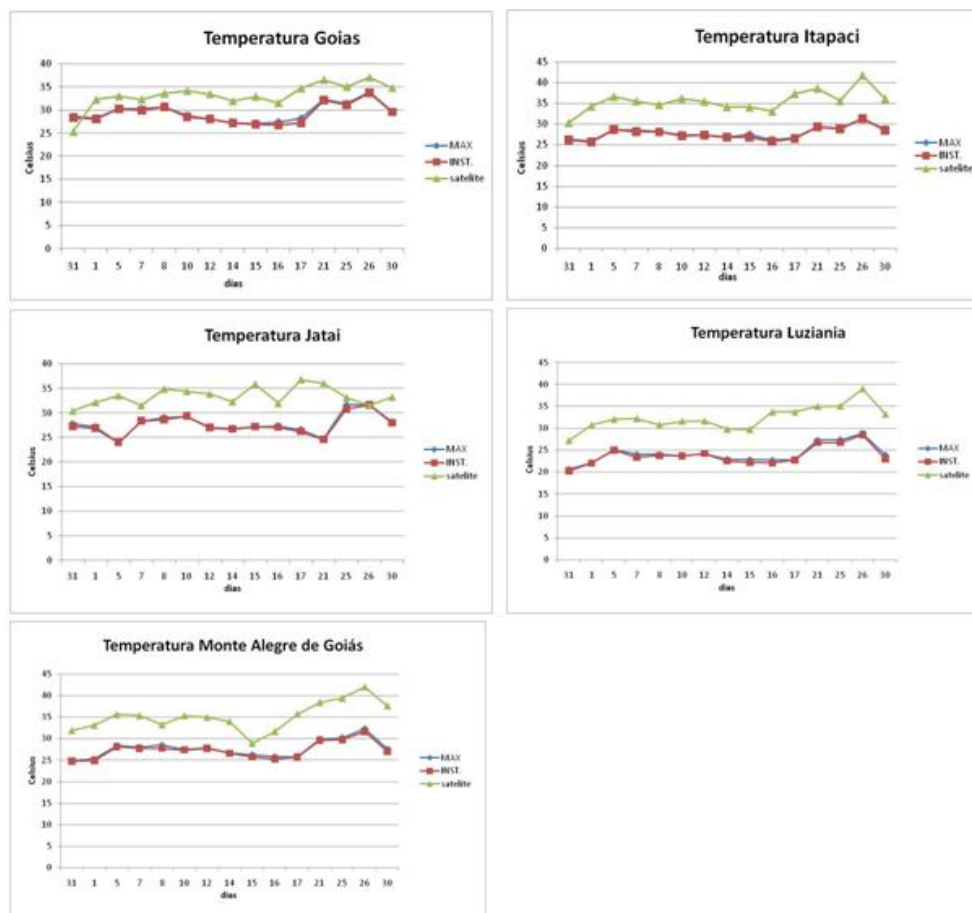 Temperatura Goias
40
35
30
25
20
15
10
5
0
Celsius
31 1 5 7 8 10 12 14 15 16 17 21 25 26 30
dias
MAX
INST.
satelite
Temperatura Itapaci
45
40
35
30
25
20
15
10
5
0
Celsius
31 1 5 7 8 10 12 14 15 16 17 21 25 26 30
dias
MAX
INST.
satelite
Temperatura Jatai
40
35
30
25
20
15
10
5
0
Celsius
31 1 5 7 8 10 12 14 15 16 17 21 25 26 30
dias
MAX
INST.
satelite
Temperatura Luziania
45
40
35
30
25
20
15
10
5
0
Celsius
31 1 5 7 8 10 12 14 15 16 17 21 25 26 30
dias
MAX
INST.
satelite
Temperatura Monte Alegre de Goiás
45
40
35
30
25
20
15
10
5
0
Celsius
31 1 5 7 8 10 12 14 15 16 17 21 25 26 30
dias
MAX
INST.
satelite